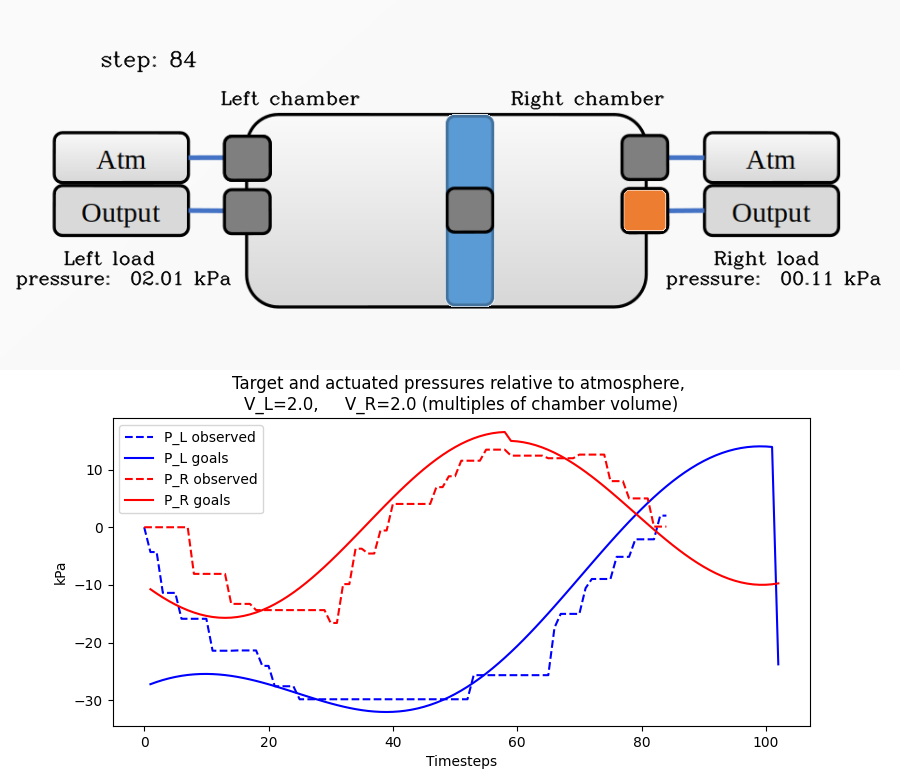 step: 84
Left chamber
Right chamber
Atm
Atm
Output
Output
Left load
pressure: 02.01 kPa
Right load
pressure: 00.11 kPa
Target and actuated pressures relative to atmosphere,
V_L=2.0, V_R=2.0 (multiples of chamber volume)
P_L observed
P_L goals
P_R observed
P_R goals
kPa
10
0
−10
−20
−30
0 20 40 60 80 100
Timesteps